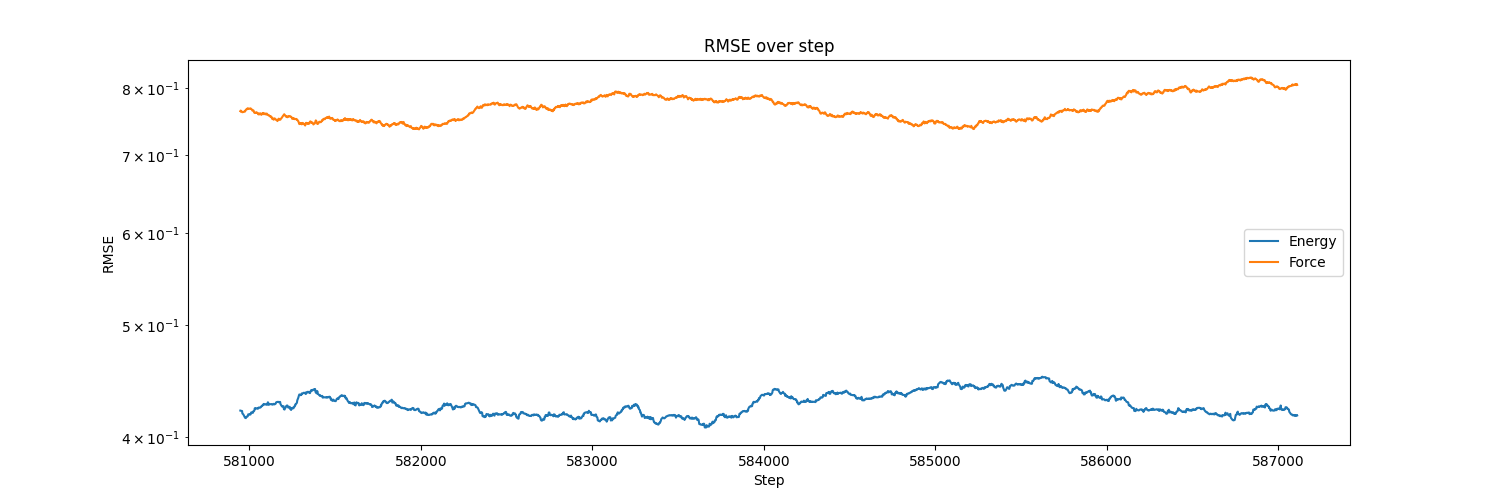 RMSE over step
8 × 10⁻¹
7 × 10⁻¹
6 × 10⁻¹
5 × 10⁻¹
4 × 10⁻¹
RMSE
Energy
Force
581000 582000 583000 584000 585000 586000 587000
Step